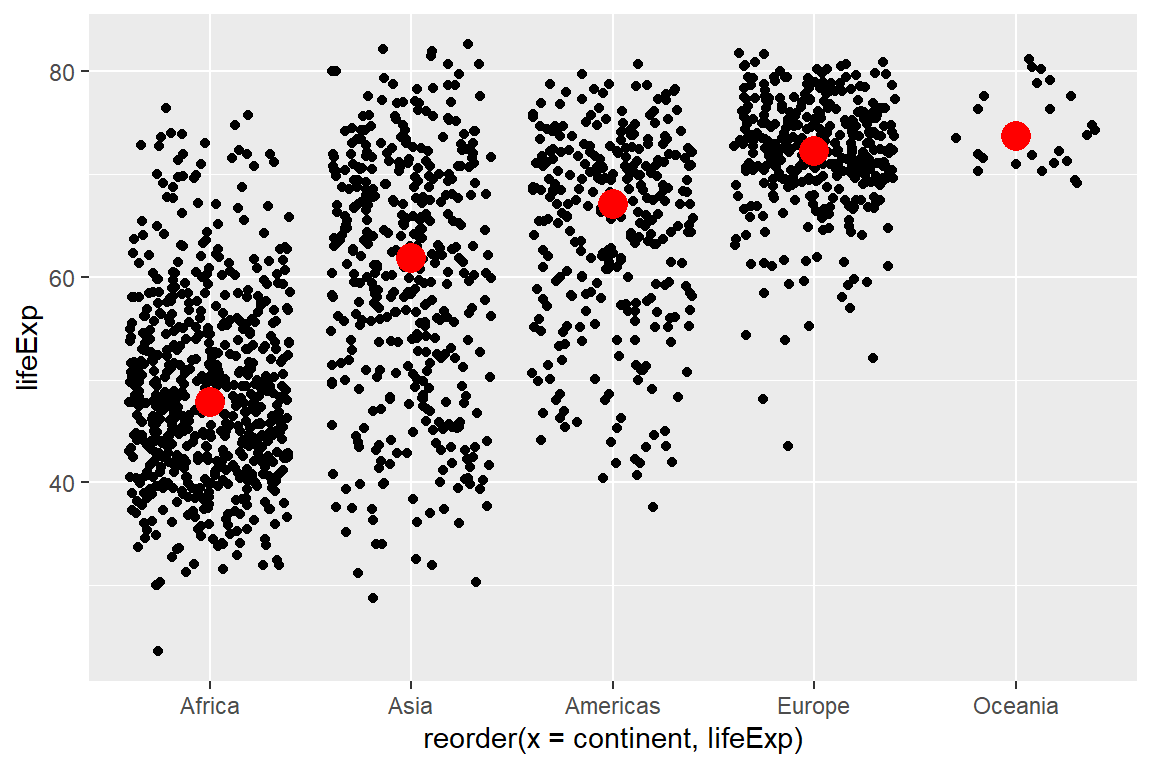 lifeExp
80
60
40
Africa Asia Americas Europe Oceania
reorder(x = continent, lifeExp)